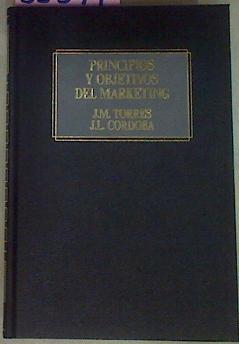 PRINCIPIOS
Y OBJETIVOS
DEL MARKETING
J.M. TORRES
J.L. CORDOBA